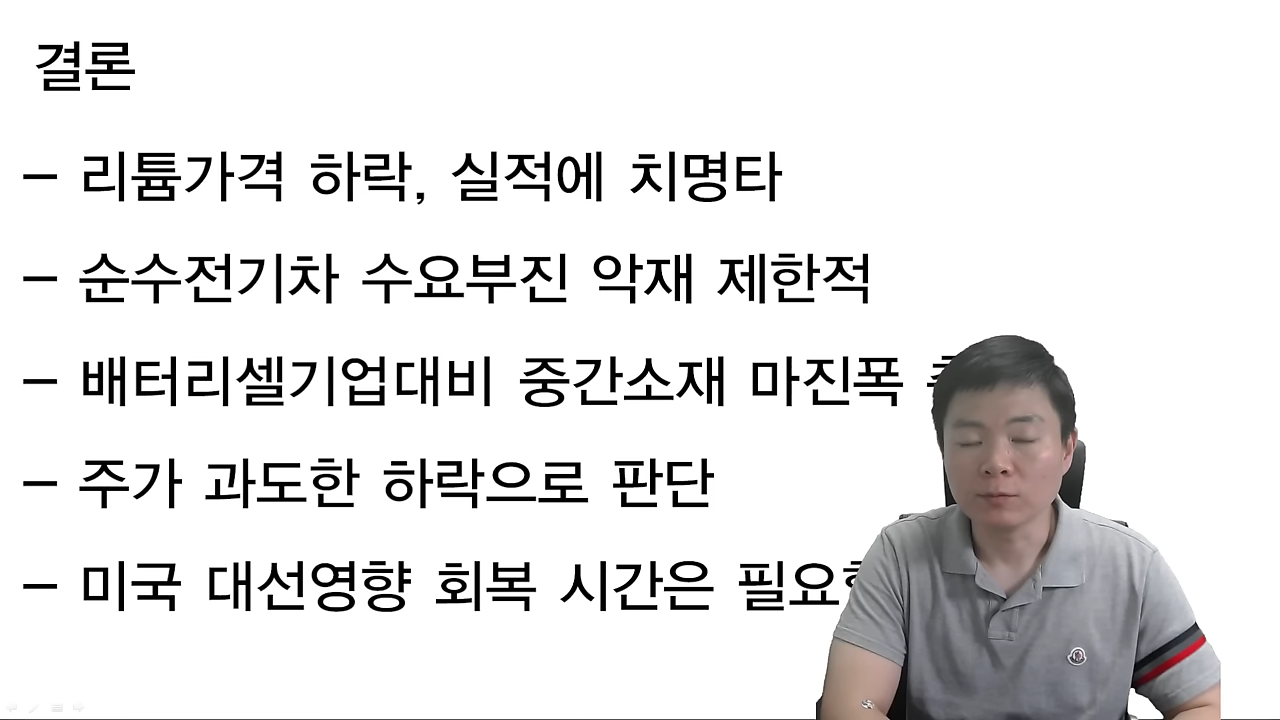 결론
- 리튬가격 하락, 실적에 치명타
- 순수전기차 수요부진 악재 제한적
- 배터리셀기업대비 중간소재 마진폭
- 주가 과도한 하락으로 판단
- 미국 대선영향 회복 시간은